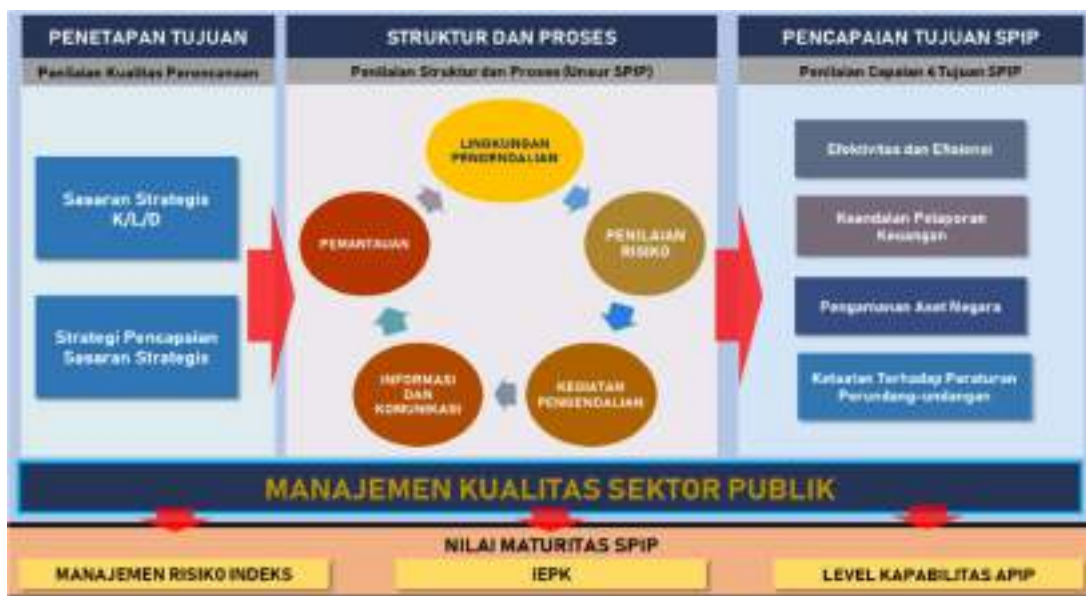 PENETAPAN TUJUAN
Penilaian Kualitas Perencanaan
Sasaran Strategis
K/L/D
Strategi Pencapaian
Sasaran Strategis
STRUKTUR DAN PROSES
Penilaian Struktur dan Proses (Unsur SPIP)
LINGKUNGAN
PENGENDALIAN
PENILAIAN
RISIKO
KEGIATAN
PENGENDALIAN
INFORMASI
DAN
KOMUNIKASI
PEMANTAUAN
PENCAPAIAN TUJUAN SPIP
Penilaian Capaian 4 Tujuan SPIP
Efektivitas dan Efisiensi
Keandalan Pelaporan
Keuangan
Pengamanan Aset Negara
Ketaatan Terhadap Peraturan
Perundang-undangan
MANAJEMEN KUALITAS SEKTOR PUBLIK
NILAI MATURITAS SPIP
MANAJEMEN RISIKO INDEKS
IEPK
LEVEL KAPABILITAS APIP